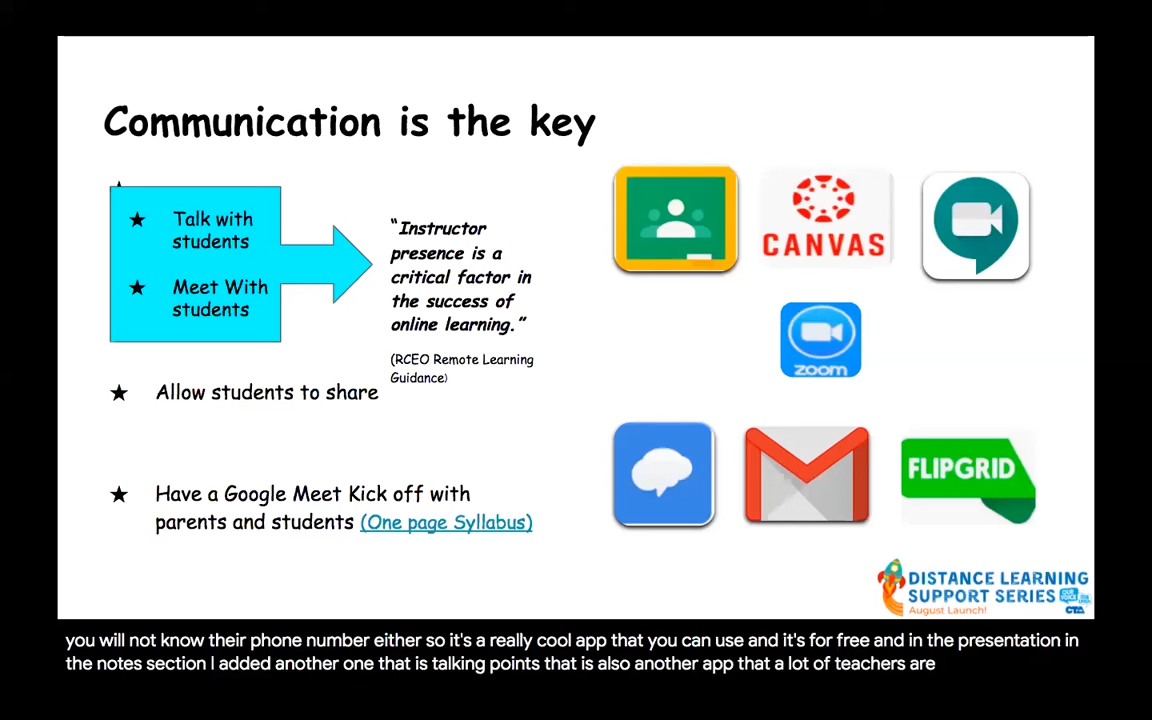 Communication is the key
★ Talk with
students
★ Meet With
students
"Instructor
presence is a
critical factor in
the success of
online learning."
(RCEO Remote Learning
Guidance)
★ Allow students to share
★ Have a Google Meet Kick off with
parents and students (One page Syllabus)
CANVAS
zoom
FLIPGRID
DISTANCE LEARNING
SUPPORT SERIES
August Launch!
CTA
you will not know their phone number either so it's a really cool app that you can use and it's for free and in the presentation in
the notes section I added another one that is talking points that is also another app that a lot of teachers are